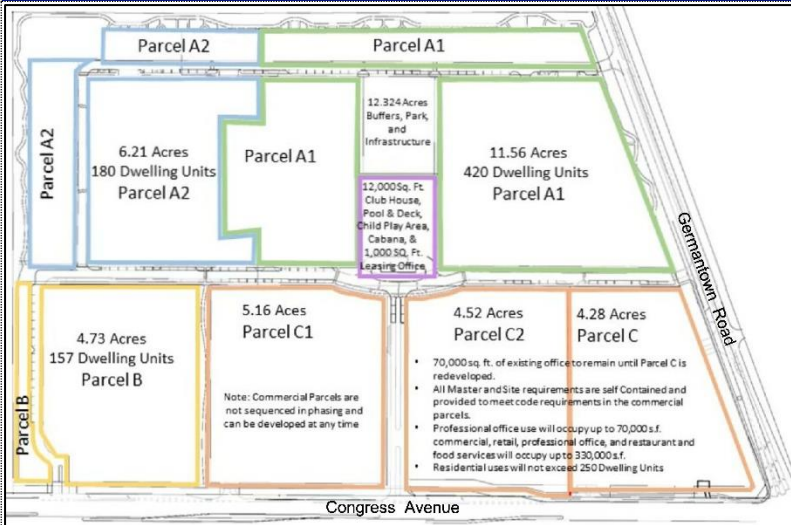 Parcel A2
Parcel A1
Parcel A2
6.21 Acres
180 Dwelling Units
Parcel A2
Parcel A1
12.324 Acres
Buffers, Park,
and
Infrastructure
12,000 Sq. Ft.
Club House,
Pool & Deck,
Child Play Area,
Cabana, &
1,000 SQ. Ft.
Leasing Office
11.56 Acres
420 Dwelling Units
Parcel A1
Germantown Road
Parcel B
4.73 Acres
157 Dwelling Units
Parcel B
5.16 Aces
Parcel C1
Note: Commercial Parcels are
not sequenced in phasing and
can be developed at any time
4.52 Acres
Parcel C2
4.28 Acres
Parcel C
• 70,000 sq. ft. of existing office to remain until Parcel C is
redeveloped.
• All Master and Site requirements are self Contained and
provided to meet code requirements in the commercial
parcels.
• Professional office use will occupy up to 70,000 s.f.
commercial, retail, professional office, and restaurant and
food services will occupy up to 330,000 s.f.
• Residential uses will not exceed 250 Dwelling Units
Congress Avenue